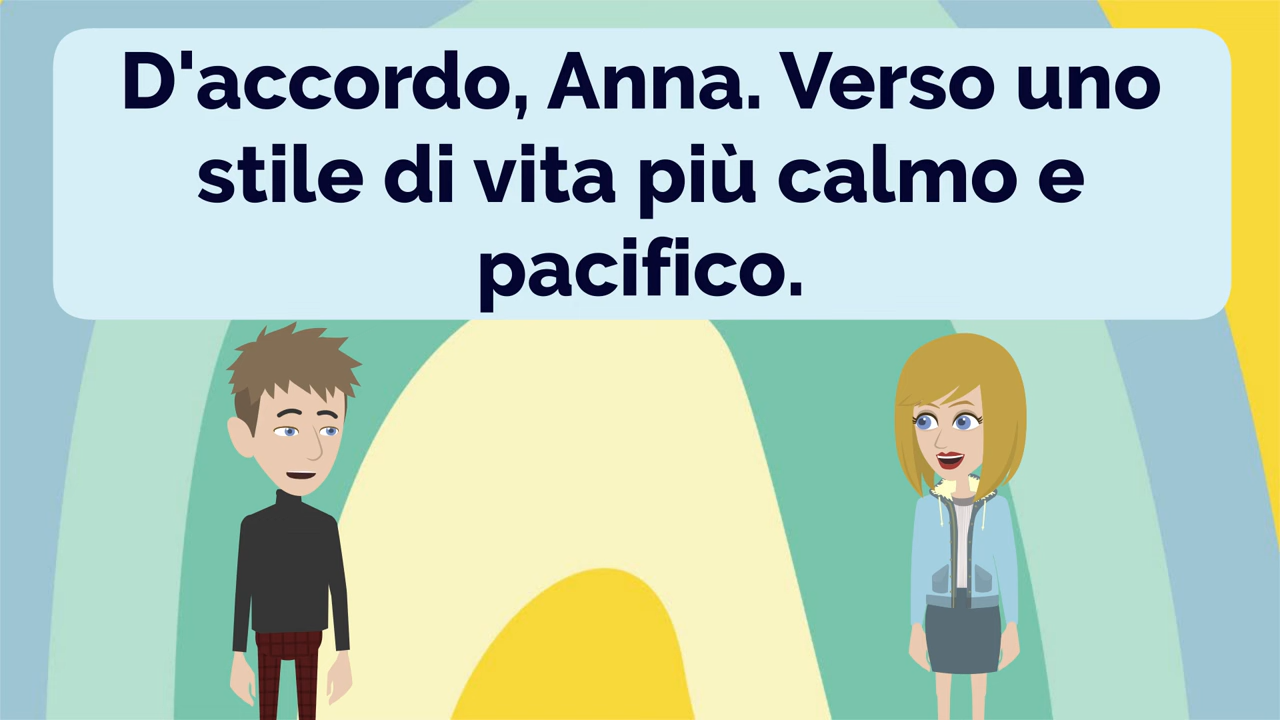 D'accordo, Anna. Verso uno
stile di vita più calmo e
pacifico.